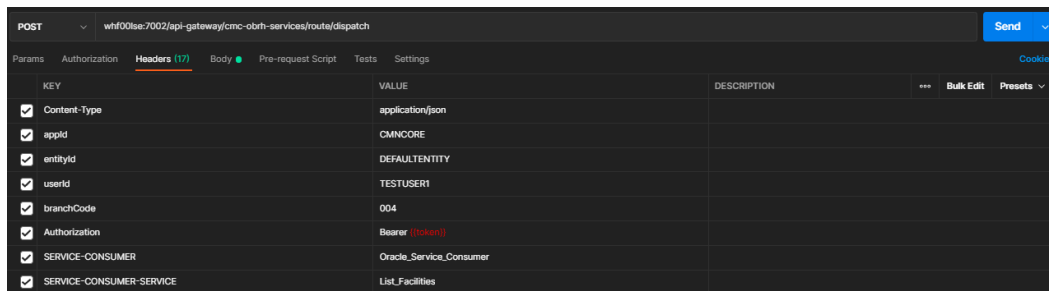 POST whf00lse:7002/api-gateway/cmc-obrh-services/route/dispatch Send
Params Authorization Headers (17) Body Pre-request Script Tests Settings Cookie
KEY VALUE DESCRIPTION ooo Bulk Edit Presets
Content-Type application/json
appId CMNCORE
entityId DEFAULTENTITY
userId TESTUSER1
branchCode 004
Authorization Bearer {{token}}
SERVICE-CONSUMER Oracle_Service_Consumer
SERVICE-CONSUMER-SERVICE List_Facilities